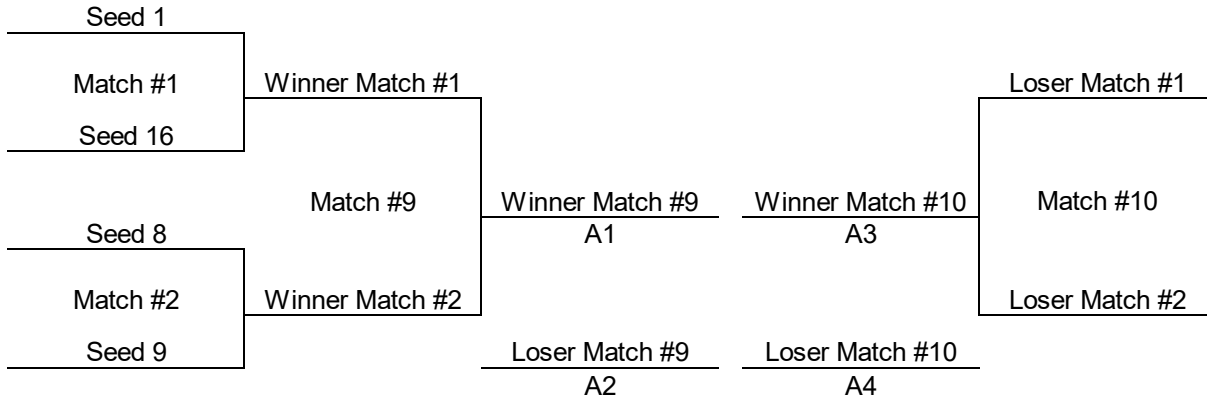 Seed 1
Match #1
Winner Match #1
Loser Match #1
Seed 16
Match #9
Winner Match #9
Winner Match #10
Match #10
A1
A3
Seed 8
Match #2
Winner Match #2
Loser Match #2
Seed 9
Loser Match #9
Loser Match #10
A2
A4